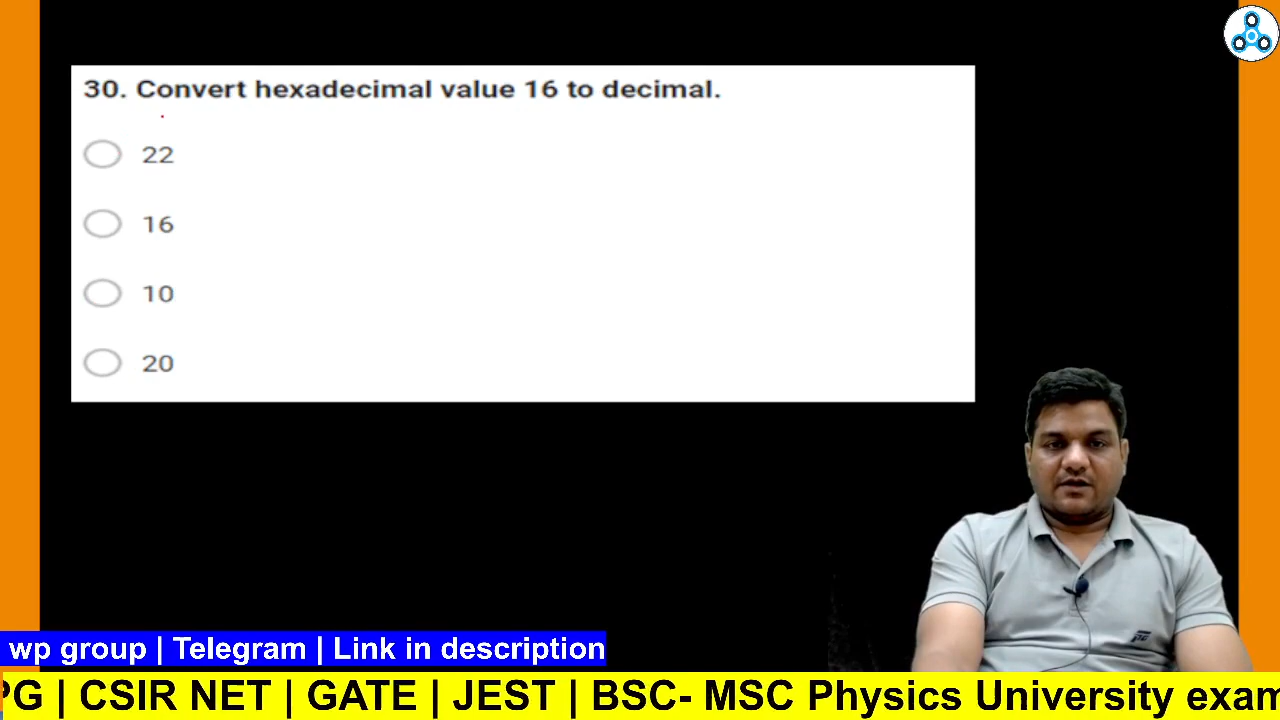 30. Convert hexadecimal value 16 to decimal.
22
16
10
20
wp group | Telegram | Link in description
PG | CSIR NET | GATE | JEST | BSC- MSC Physics University exam